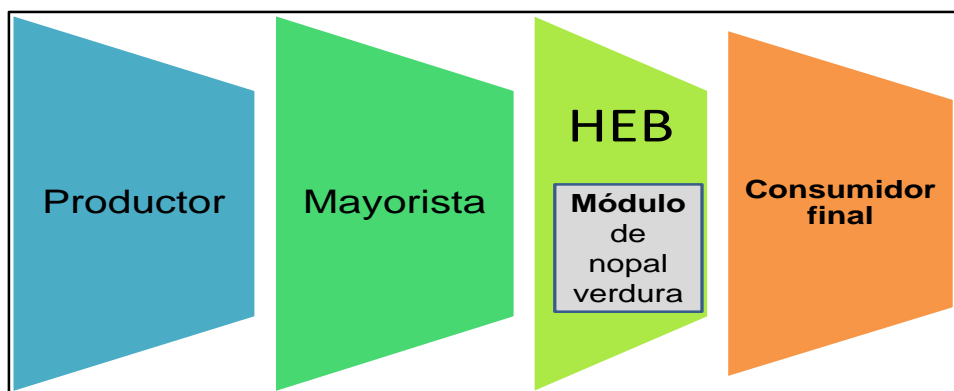 Productor
Mayorista
HEB
Módulo
de
nopal
verdura
Consumidor
final